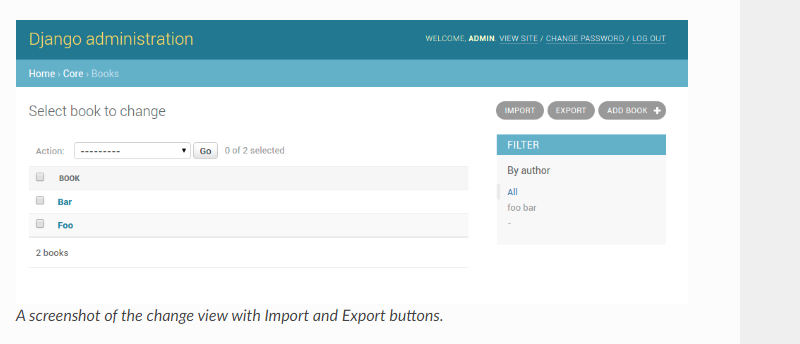 Django administration
WELCOME, ADMIN. VIEW SITE / CHANGE PASSWORD / LOG OUT
Home › Core › Books
Select book to change
IMPORT EXPORT ADD BOOK +
Action: --------- Go 0 of 2 selected
BOOK
Bar
Foo
2 books
FILTER
By author
All
foo bar
-
A screenshot of the change view with Import and Export buttons.